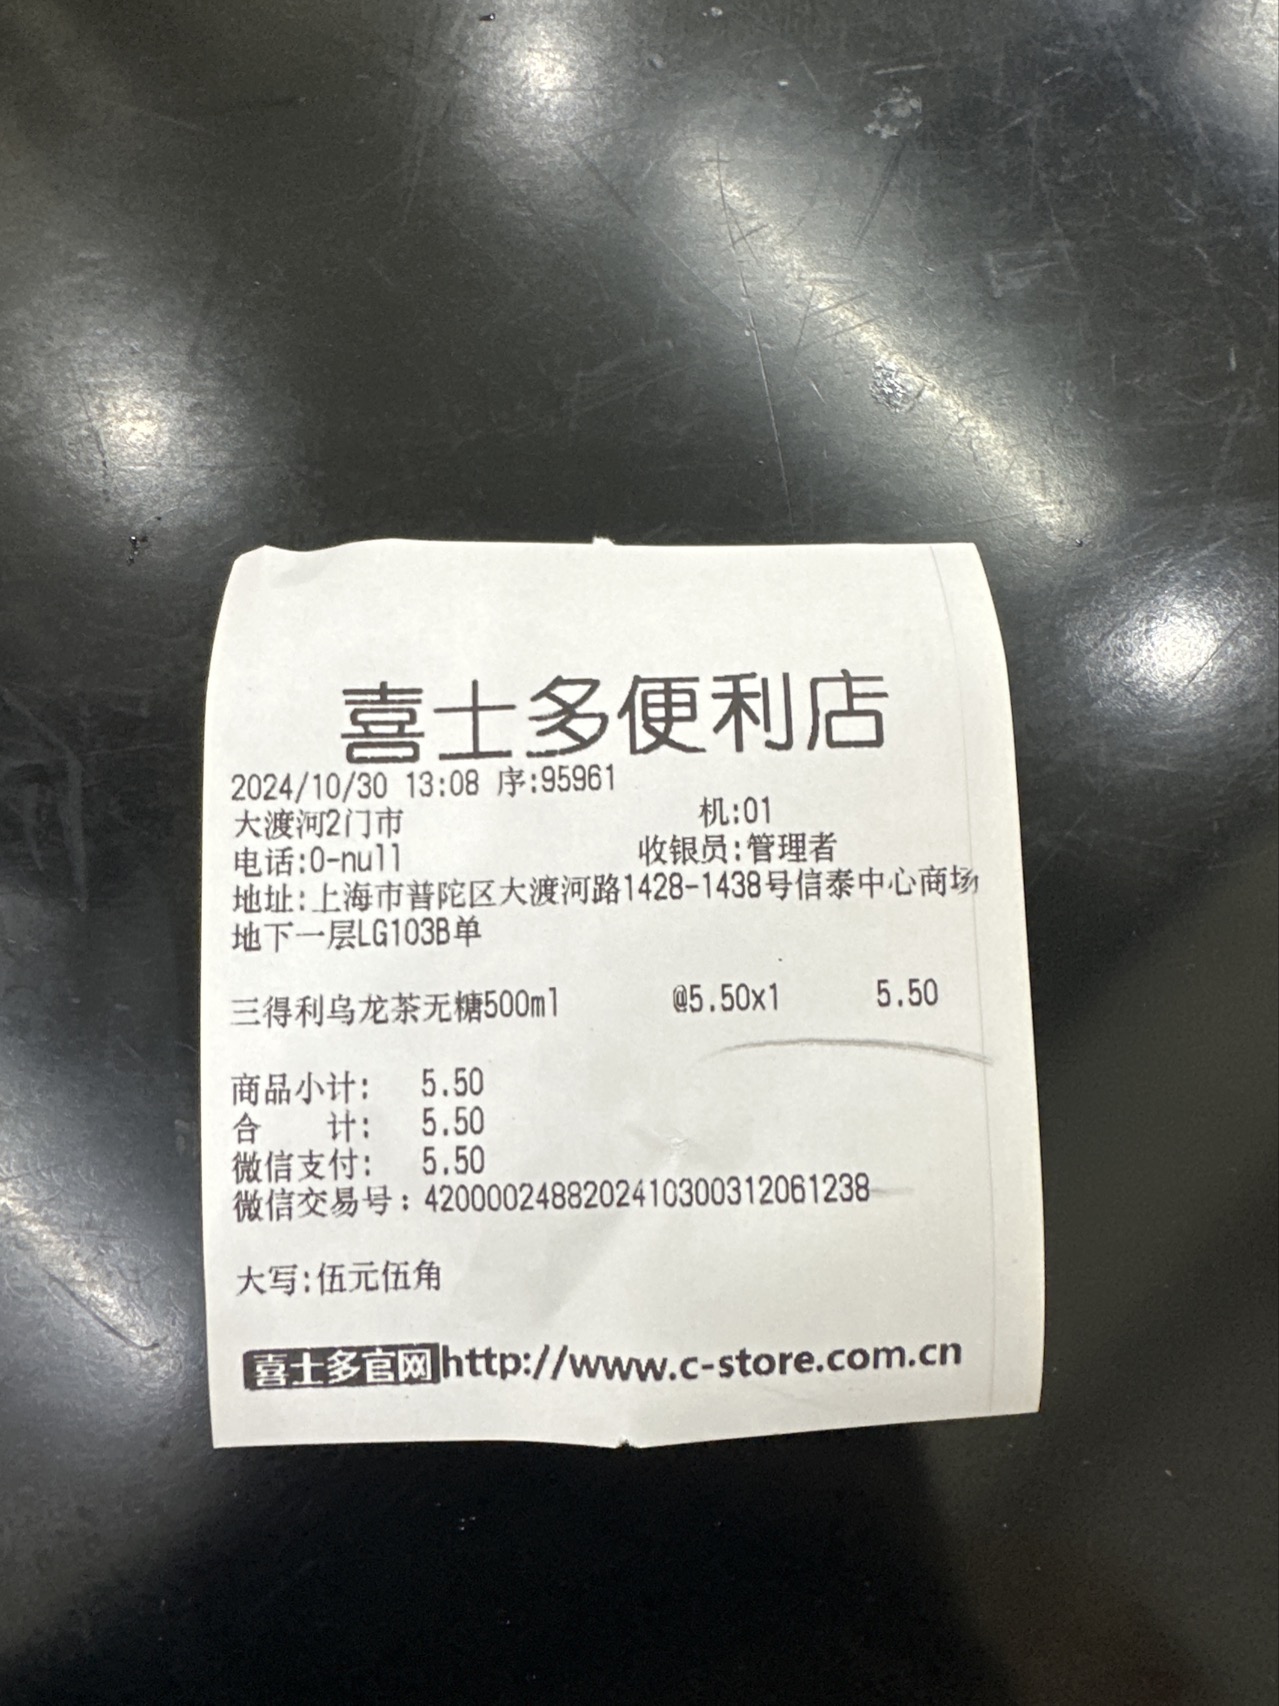 喜士多便利店
2024/10/30 13:08 序:95961
大渡河2门市 机:01
电话:0-null 收银员:管理者
地址:上海市普陀区大渡河路1428-1438号信泰中心商场
地下一层LG103B单
三得利乌龙茶无糖500ml @5.50x1 5.50
商品小计: 5.50
合 计: 5.50
微信支付: 5.50
微信交易号:4200002488202410300312061238
大写:伍元伍角
喜士多官网http://www.c-store.com.cn